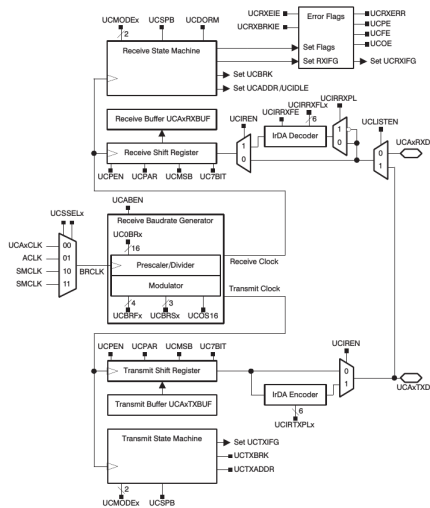 UCMODEx UCSPB UCDORM
2
Receive State Machine
UCRXEIE
UCRXBRKIE
Error Flags
UCRXERR
UCPE
UCFE
UCOE
Set Flags
Set RXIFG
Set UCRXIFG
Set UCBRK
Set UCADDR /UCIDLE
Receive Buffer UCAxRXBUF
Receive Shift Register
UCPEN UCPAR UCMSB UC7BIT
UCIREN
1
0
UCIRRXPL
UCIRRXFLx
UCIRRXFE
6
IrDA Decoder
1
0
UCLISTEN
0
1
UCAxRXD
UCABEN
UCSSELx
Receive Baudrate Generator
UC0BRx
16
UCAxCLK
ACLK
SMCLK
SMCLK
00
01
10
11
BRCLK
Prescaler/Divider
Modulator
4
3
UCBRFx UCBRSx UCOS16
Receive Clock
Transmit Clock
UCPEN UCPAR UCMSB UC7BIT
Transmit Shift Register
Transmit Buffer UCAxTXBUF
UCIREN
0
1
IrDA Encoder
6
UCIRTXPLx
UCAxTXD
Transmit State Machine
Set UCTXIFG
UCTXBRK
UCTXADDR
2
UCMODEx UCSPB